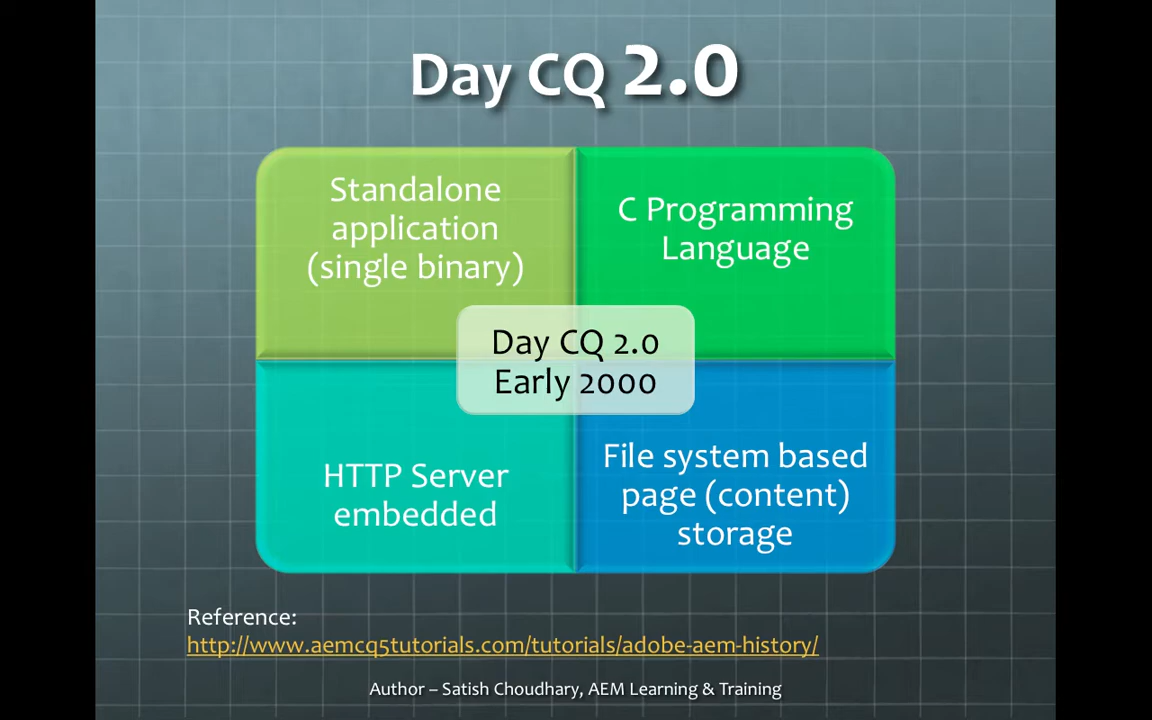 Day CQ 2.0
Standalone
application
(single binary)
C Programming
Language
Day CQ 2.0
Early 2000
HTTP Server
embedded
File system based
page (content)
storage
Reference:
http://www.aemcq5tutorials.com/tutorials/adobe-aem-history/
Author – Satish Choudhary, AEM Learning & Training